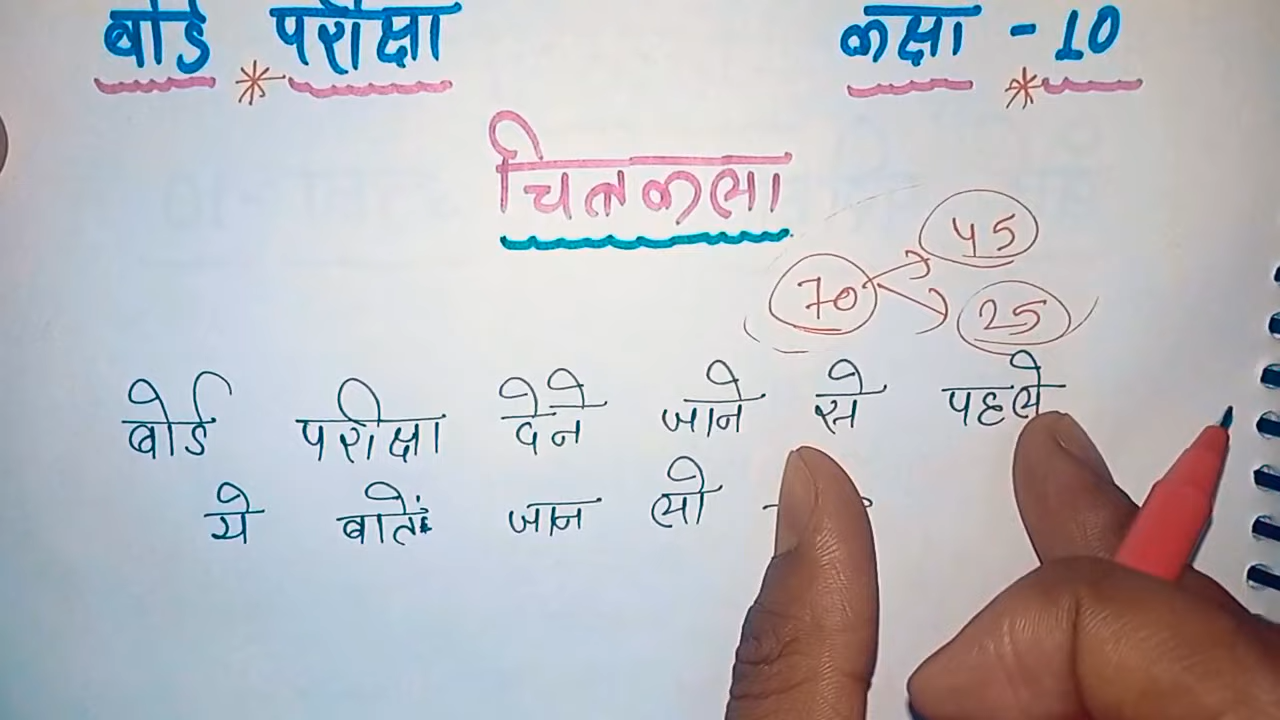 बोर्ड परीक्षा कक्षा - 10
चित्रकला
45
70
25
बोर्ड परीक्षा देने जाने से पहले
ये बातें जान लो -